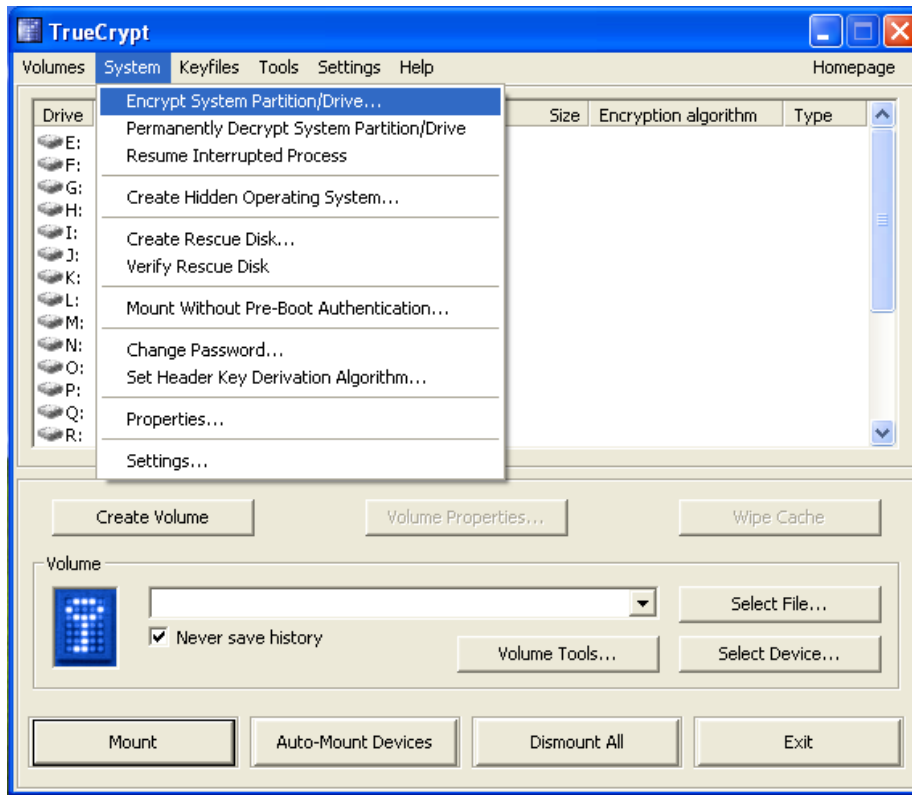 TrueCrypt
Volumes System Keyfiles Tools Settings Help Homepage
Drive Size Encryption algorithm Type
Encrypt System Partition/Drive...
Permanently Decrypt System Partition/Drive
Resume Interrupted Process
Create Hidden Operating System...
Create Rescue Disk...
Verify Rescue Disk
Mount Without Pre-Boot Authentication...
Change Password...
Set Header Key Derivation Algorithm...
Properties...
Settings...
E:
F:
G:
H:
I:
J:
K:
L:
M:
N:
O:
P:
Q:
R:
Create Volume Volume Properties... Wipe Cache
Volume
Select File...
Never save history
Volume Tools... Select Device...
Mount Auto-Mount Devices Dismount All Exit